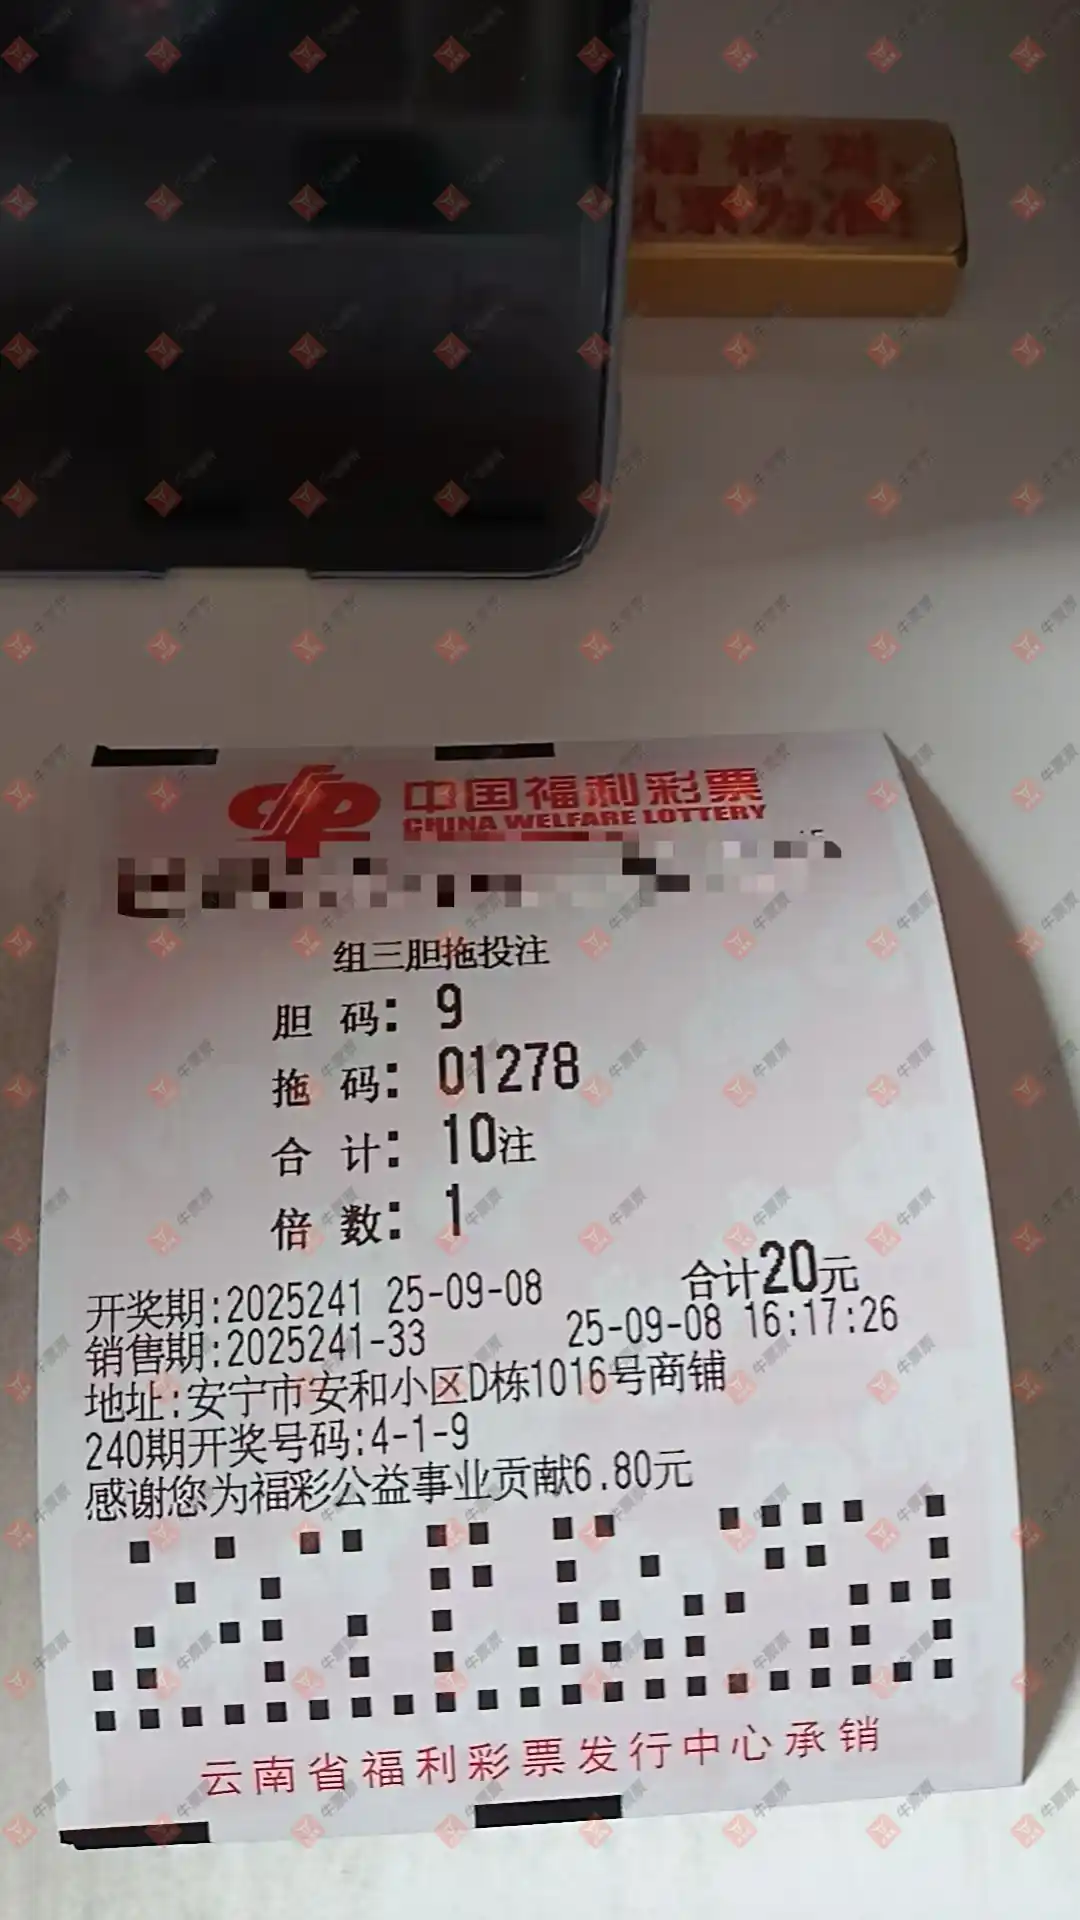 中国福利彩票
CHINA WELFARE LOTTERY
组三胆拖投注
胆 码: 9
拖 码: 01278
合 计: 10注
倍 数: 1
合计20元
开奖期:2025241 25-09-08
销售期:2025241-33 25-09-08 16:17:26
地址:安宁市安和小区D栋1016号商铺
240期开奖号码:4-1-9
感谢您为福彩公益事业贡献6.80元
云南省福利彩票发行中心承销
牛票票